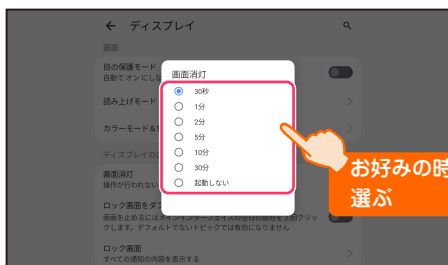 ← ディスプレイ
画面
目の保護モード
自動で オン にしな
読み上げモード
カラーモード&
ディスプレイの
画面消灯
操作が行われない
ロック画面をダ
画面を止めるにはメインインターフェイスの空白の部分を2回クリッ
クします。デフォルトでないトピックでは有効になりません
ロック画面
すべての通知の内容を表示する
画面消灯
30秒
1分
2分
5分
10分
30分
起動しない
お好みの時
選ぶ